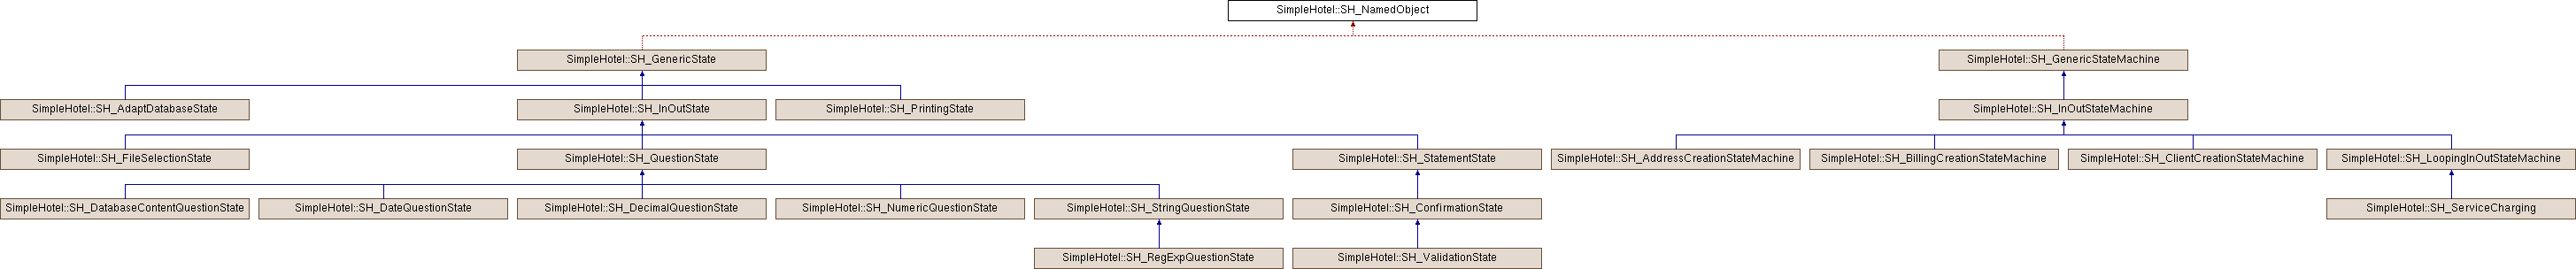 SimpleHotel::SH_NamedObject
SimpleHotel::SH_GenericState
SimpleHotel::SH_GenericStateMachine
SimpleHotel::SH_AdaptDatabaseState
SimpleHotel::SH_InOutState
SimpleHotel::SH_PrintingState
SimpleHotel::SH_InOutStateMachine
SimpleHotel::SH_FileSelectionState
SimpleHotel::SH_QuestionState
SimpleHotel::SH_StatementState
SimpleHotel::SH_AddressCreationStateMachine
SimpleHotel::SH_BillingCreationStateMachine
SimpleHotel::SH_ClientCreationStateMachine
SimpleHotel::SH_LoopingInOutStateMachine
SimpleHotel::SH_DatabaseContentQuestionState
SimpleHotel::SH_DateQuestionState
SimpleHotel::SH_DecimalQuestionState
SimpleHotel::SH_NumericQuestionState
SimpleHotel::SH_StringQuestionState
SimpleHotel::SH_ConfirmationState
SimpleHotel::SH_ServiceCharging
SimpleHotel::SH_RegExpQuestionState
SimpleHotel::SH_ValidationState